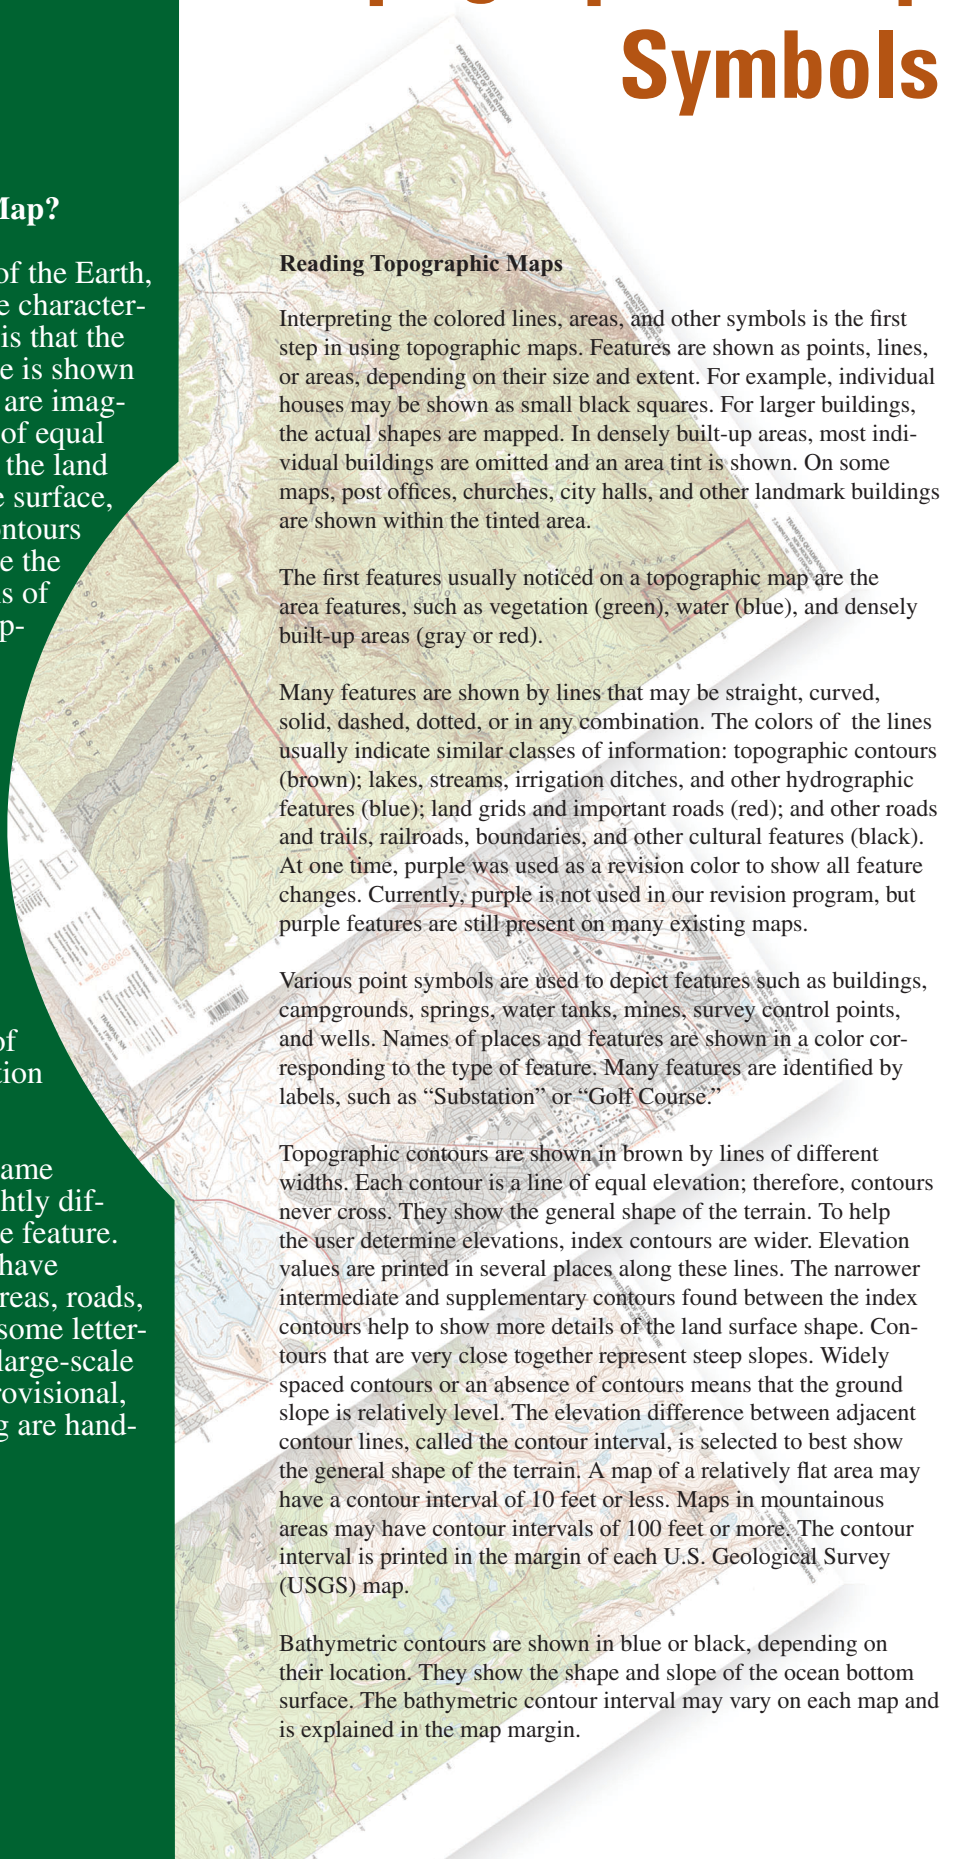 Symbols
Map?
of the Earth,
e character-
is that the
e is shown
are imag-
of equal
the land
e surface,
ontours
e the
s of
p-
of
tion
ame
htly dif-
e feature.
have
reas, roads,
some letter-
large-scale
rovisional,
g are hand-
Reading Topographic Maps
Interpreting the colored lines, areas, and other symbols is the first
step in using topographic maps. Features are shown as points, lines,
or areas, depending on their size and extent. For example, individual
houses may be shown as small black squares. For larger buildings,
the actual shapes are mapped. In densely built-up areas, most indi-
vidual buildings are omitted and an area tint is shown. On some
maps, post offices, churches, city halls, and other landmark buildings
are shown within the tinted area.
The first features usually noticed on a topographic map are the
area features, such as vegetation (green), water (blue), and densely
built-up areas (gray or red).
Many features are shown by lines that may be straight, curved,
solid, dashed, dotted, or in any combination. The colors of the lines
usually indicate similar classes of information: topographic contours
(brown); lakes, streams, irrigation ditches, and other hydrographic
features (blue); land grids and important roads (red); and other roads
and trails, railroads, boundaries, and other cultural features (black).
At one time, purple was used as a revision color to show all feature
changes. Currently, purple is not used in our revision program, but
purple features are still present on many existing maps.
Various point symbols are used to depict features such as buildings,
campgrounds, springs, water tanks, mines, survey control points,
and wells. Names of places and features are shown in a color cor-
responding to the type of feature. Many features are identified by
labels, such as “Substation” or “Golf Course.”
Topographic contours are shown in brown by lines of different
widths. Each contour is a line of equal elevation; therefore, contours
never cross. They show the general shape of the terrain. To help
the user determine elevations, index contours are wider. Elevation
values are printed in several places along these lines. The narrower
intermediate and supplementary contours found between the index
contours help to show more details of the land surface shape. Con-
tours that are very close together represent steep slopes. Widely
spaced contours or an absence of contours means that the ground
slope is relatively level. The elevation difference between adjacent
contour lines, called the contour interval, is selected to best show
the general shape of the terrain. A map of a relatively flat area may
have a contour interval of 10 feet or less. Maps in mountainous
areas may have contour intervals of 100 feet or more. The contour
interval is printed in the margin of each U.S. Geological Survey
(USGS) map.
Bathymetric contours are shown in blue or black, depending on
their location. They show the shape and slope of the ocean bottom
surface. The bathymetric contour interval may vary on each map and
is explained in the map margin.
UNITED STATES
DEPARTMENT OF THE INTERIOR
GEOLOGICAL SURVEY